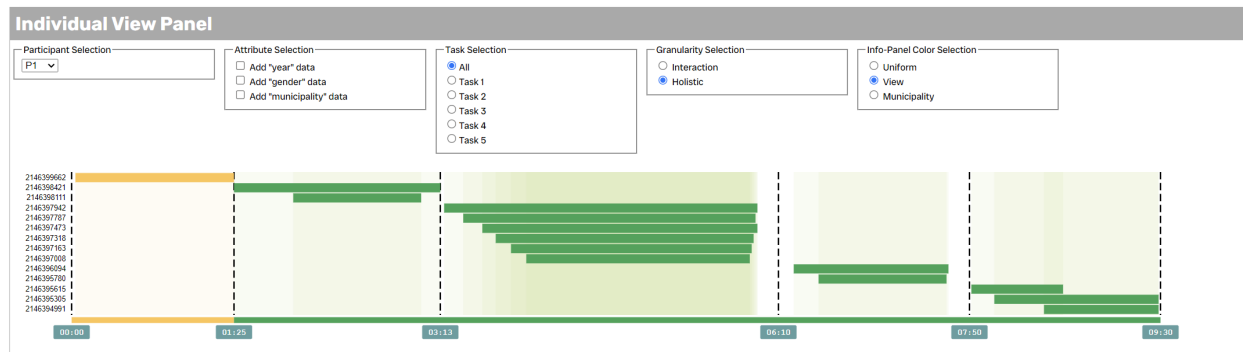 Individual View Panel
Participant Selection
P1
Attribute Selection
Add "year" data
Add "gender" data
Add "municipality" data
Task Selection
All
Task 1
Task 2
Task 3
Task 4
Task 5
Granularity Selection
Interaction
Holistic
Info-Panel Color Selection
Uniform
View
Municipality
2146399662
2146398421
2146398111
2146397942
2146397787
2146397473
2146397318
2146397163
2146397008
2146396094
2146395780
2146395615
2146395305
2146394991
00:00 01:25 03:13 06:10 07:50 09:30